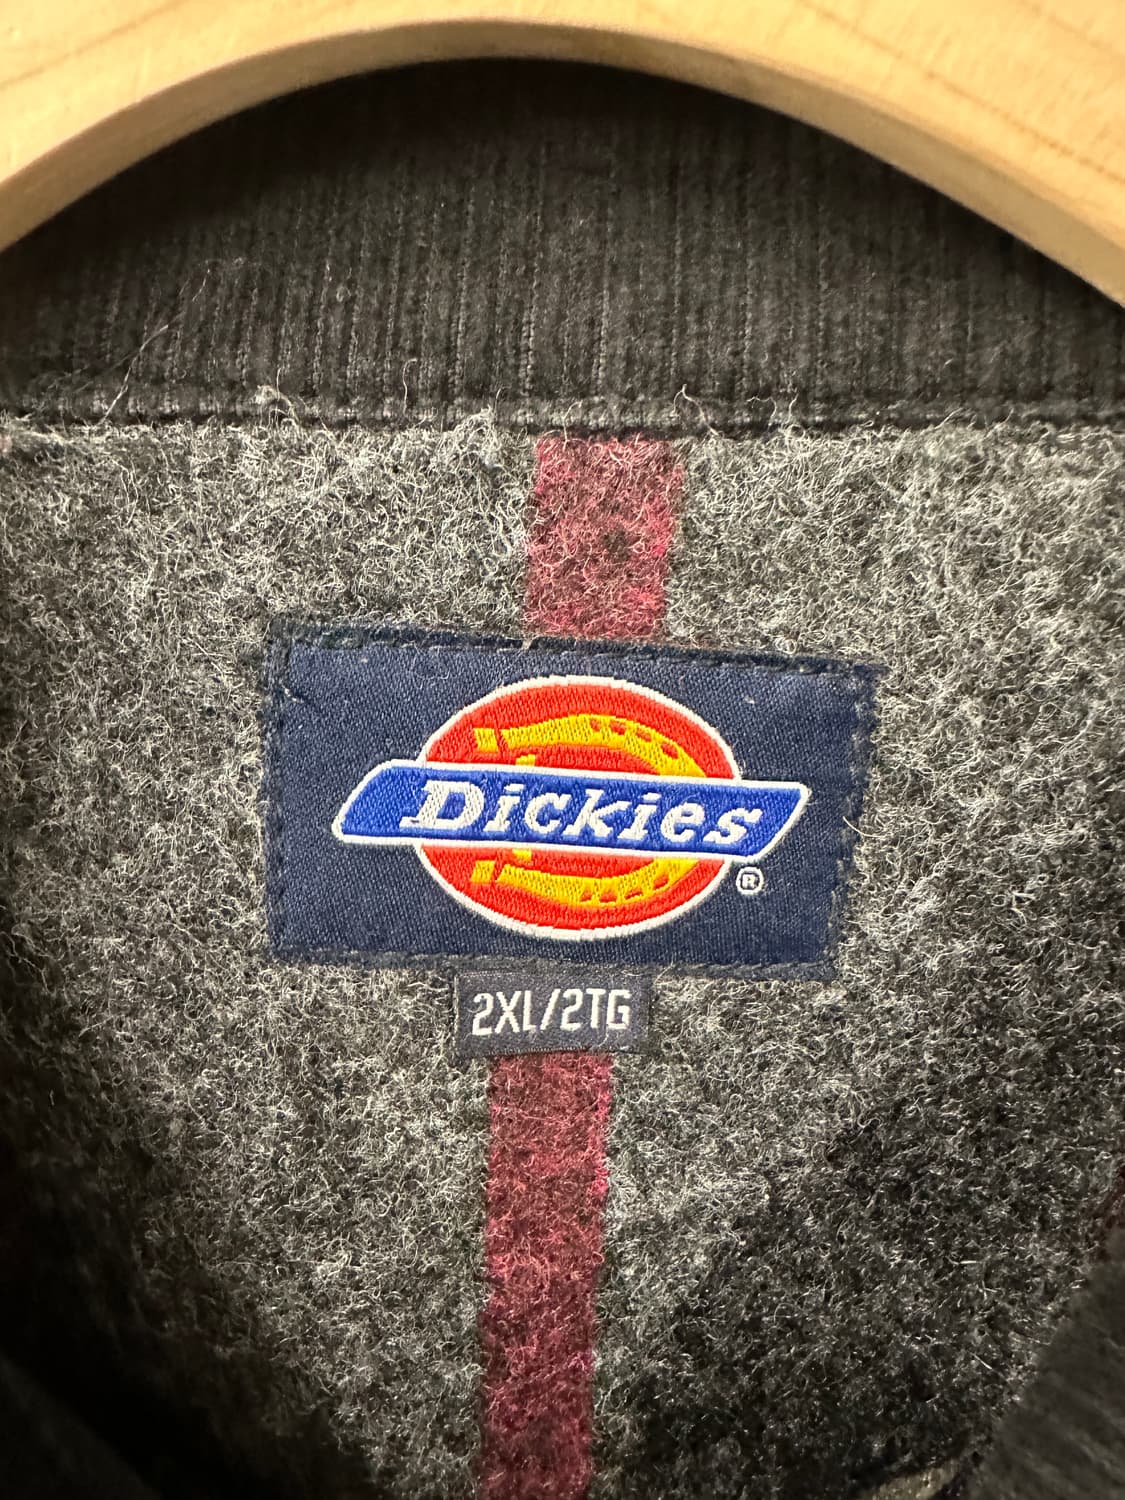 Dickies
®
2XL/2TG